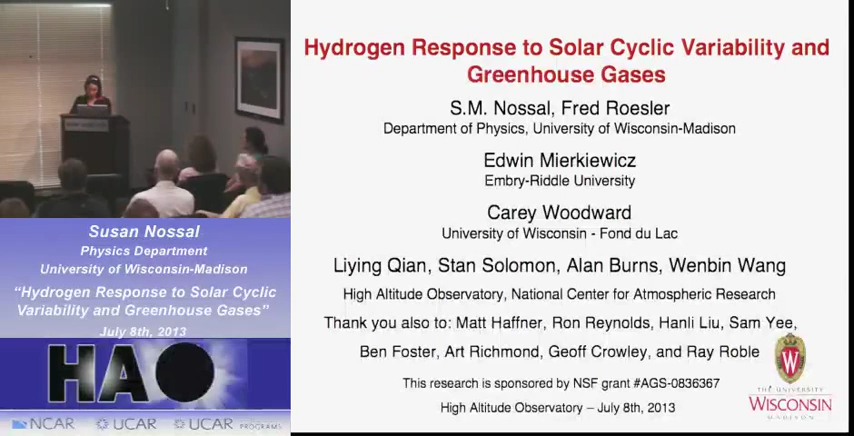 Susan Nossal
Physics Department
University of Wisconsin-Madison
“Hydrogen Response to Solar Cyclic
Variability and Greenhouse Gases”
July 8th, 2013
HAO
NCAR UCAR UCAR PROGRAMS
Hydrogen Response to Solar Cyclic Variability and
Greenhouse Gases
S.M. Nossal, Fred Roesler
Department of Physics, University of Wisconsin-Madison
Edwin Mierkiewicz
Embry-Riddle University
Carey Woodward
University of Wisconsin - Fond du Lac
Liying Qian, Stan Solomon, Alan Burns, Wenbin Wang
High Altitude Observatory, National Center for Atmospheric Research
Thank you also to: Matt Haffner, Ron Reynolds, Hanli Liu, Sam Yee,
Ben Foster, Art Richmond, Geoff Crowley, and Ray Roble
This research is sponsored by NSF grant #AGS-0836367
High Altitude Observatory – July 8th, 2013
W
THE UNIVERSITY
WISCONSIN
MADISON